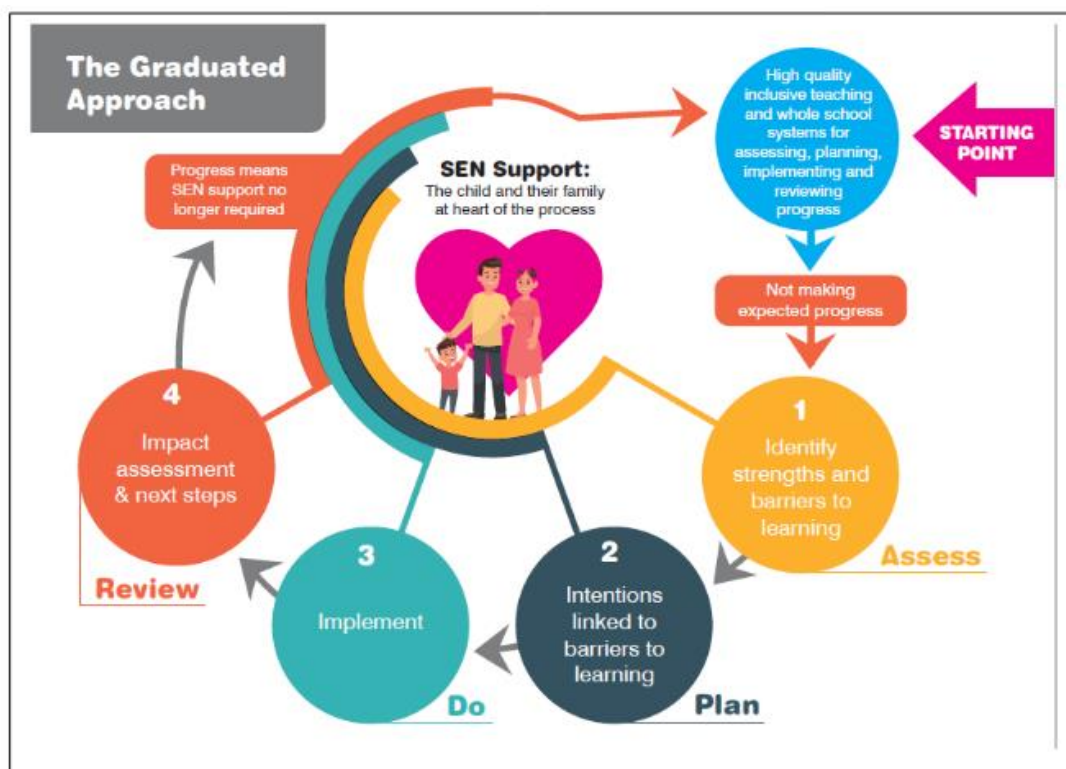 The Graduated
Approach
High quality
inclusive teaching
and whole school
systems for
assessing, planning,
implementing and
reviewing
progress
STARTING
POINT
Progress means
SEN support no
longer required
SEN Support:
The child and their family
at heart of the process
Not making
expected progress
1
Identify
strengths and
barriers to
learning
Assess
2
Intentions
linked to
barriers to
learning
Plan
3
Implement
Do
4
Impact
assessment
& next steps
Review